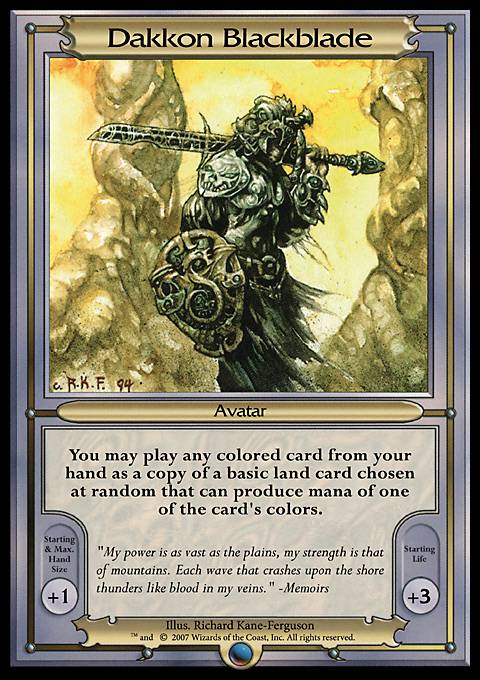 Dakkon Blackblade
c. R.K.F. 94.
Avatar
You may play any colored card from your
hand as a copy of a basic land card chosen
at random that can produce mana of one
of the card's colors.
Starting
& Max.
Hand
Size
+1
"My power is as vast as the plains, my strength is that
of mountains. Each wave that crashes upon the shore
thunders like blood in my veins." -Memoirs
Starting
Life
+3
Illus. Richard Kane-Ferguson
™ and © 2007 Wizards of the Coast, Inc. All rights reserved.